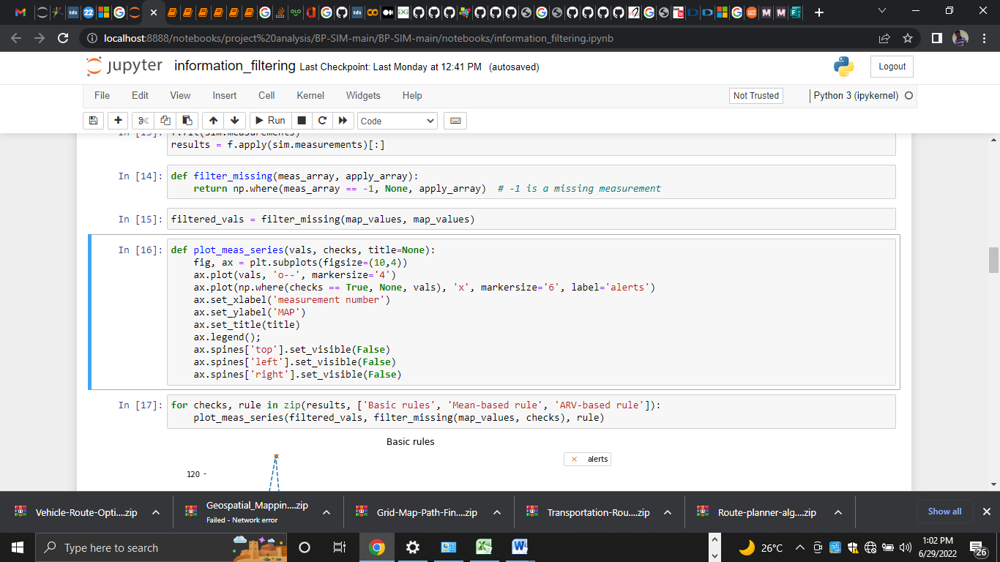 tds
22
OLO
tds
localhost:8888/notebooks/project%20analysis/BP-SIM-main/BP-SIM-main/notebooks/information_filtering.ipynb
jupyter information_filtering Last Checkpoint: Last Monday at 12:41 PM (autosaved)
Logout
File Edit View Insert Cell Kernel Widgets Help
Not Trusted
Python 3 (ipykernel)
Run
Code
f.fit(sim.measurements)
results = f.apply(sim.measurements)[:]
In [14]: def filter_missing(meas_array, apply_array):
return np.where(meas_array == -1, None, apply_array)  # -1 is a missing measurement
In [15]: filtered_vals = filter_missing(map_values, map_values)
In [16]: def plot_meas_series(vals, checks, title=None):
fig, ax = plt.subplots(figsize=(10,4))
ax.plot(vals, 'o--', markersize='4')
ax.plot(np.where(checks == True, None, vals), 'x', markersize='6', label='alerts')
ax.set_xlabel('measurement number')
ax.set_ylabel('MAP')
ax.set_title(title)
ax.legend();
ax.spines['top'].set_visible(False)
ax.spines['left'].set_visible(False)
ax.spines['right'].set_visible(False)
In [17]: for checks, rule in zip(results, ['Basic rules', 'Mean-based rule', 'ARV-based rule']):
plot_meas_series(filtered_vals, filter_missing(map_values, checks), rule)
Basic rules
alerts
120
Vehicle-Route-Opti....zip
Geospatial_Mappin....zip
Failed - Network error
Grid-Map-Path-Fin....zip
Transportation-Rou....zip
Route-planner-alg....zip
Show all
Type here to search
26°C
1:02 PM
6/29/2022
26